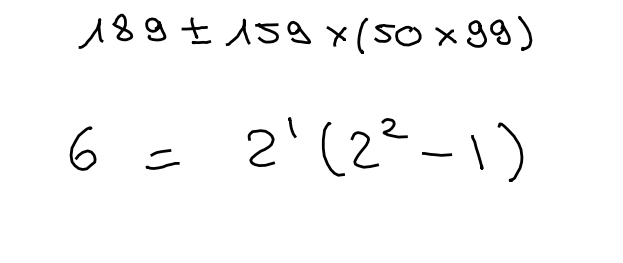 189 ± 159 × (50 × 99)
6 = 2¹ (2² − 1)